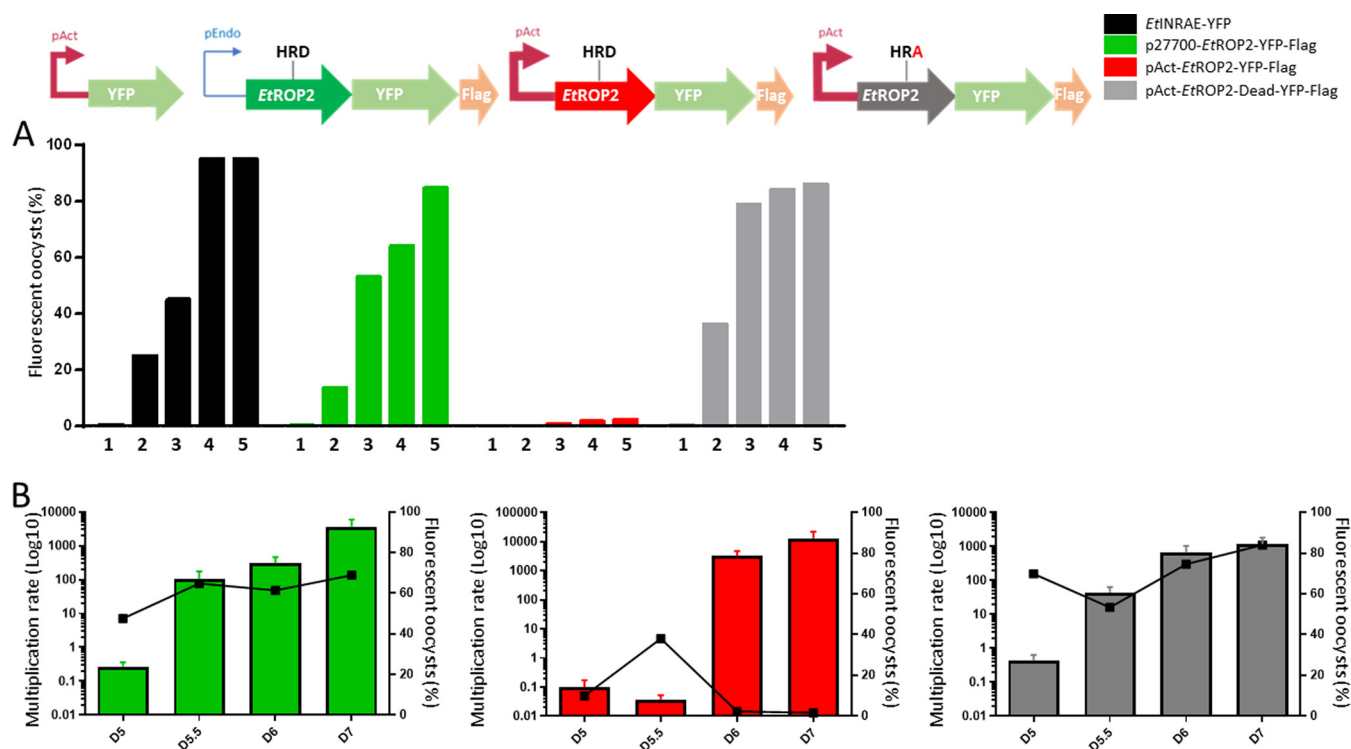 pAct
YFP
pEndo
HRD
EtROP2
YFP
Flag
pAct
HRD
EtROP2
YFP
Flag
pAct
HRA
EtROP2
YFP
Flag
EtINRAE-YFP
p27700-EtROP2-YFP-Flag
pAct-EtROP2-YFP-Flag
pAct-EtROP2-Dead-YFP-Flag
A
Fluorescent oocysts (%)
100
80
60
40
20
0
1 2 3 4 5 1 2 3 4 5 1 2 3 4 5 1 2 3 4 5
B
Multiplication rate (Log10)
10000
1000
100
10
1
0.1
0.01
D5 D5.5 D6 D7
100
80
60
40
20
0
Fluorescent oocysts (%)
Multiplication rate (Log10)
100000
10000
1000
100
10
1
0.1
0.01
D5 D5.5 D6 D7
100
80
60
40
20
0
Fluorescent oocysts (%)
Multiplication rate (Log10)
10000
1000
100
10
1
0.1
0.01
D5 D5.5 D6 D7
100
80
60
40
20
0
Fluorescent oocysts (%)